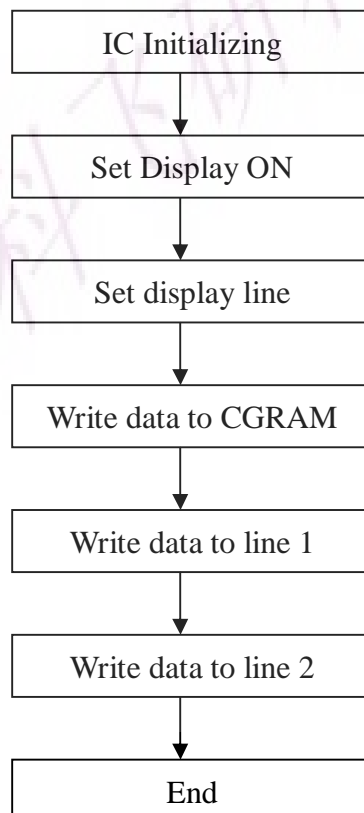 IC Initializing
Set Display ON
Set display line
Write data to CGRAM
Write data to line 1
Write data to line 2
End